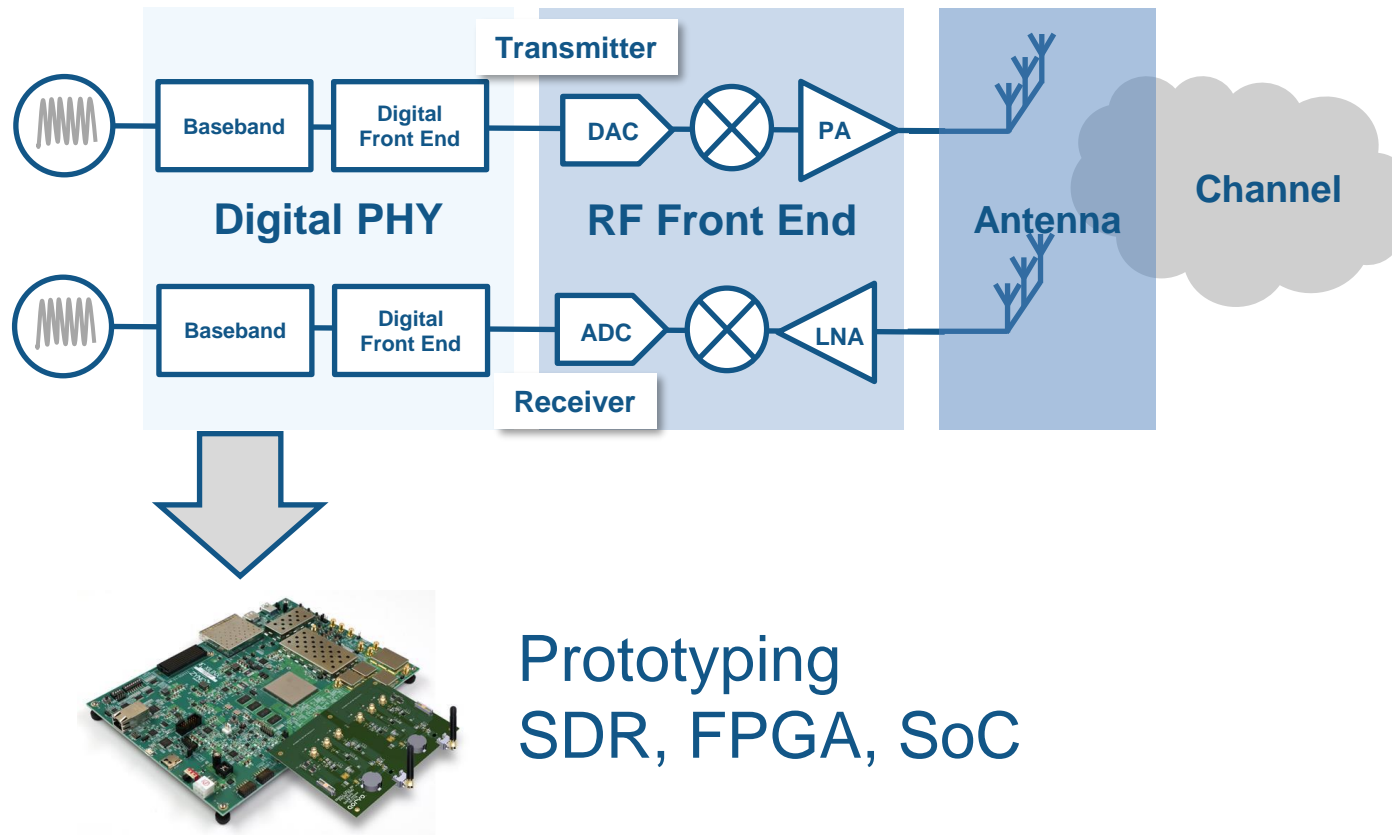 Transmitter
Baseband
Digital
Front End
DAC
PA
Digital PHY
RF Front End
Antenna
Channel
Baseband
Digital
Front End
ADC
LNA
Receiver
Prototyping
SDR, FPGA, SoC